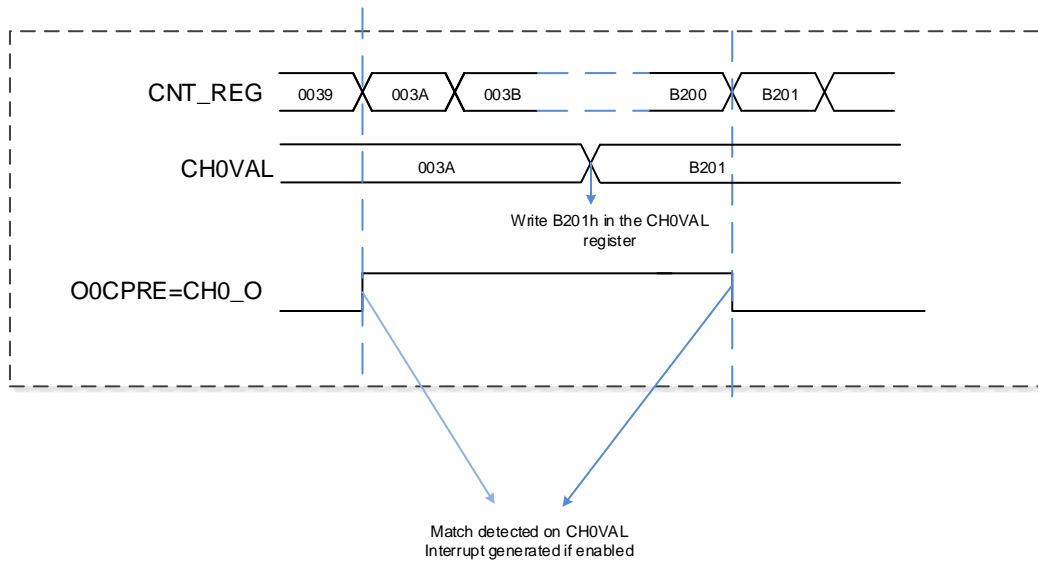 CNT_REG 0039 003A 003B B200 B201
CH0VAL 003A B201
Write B201h in the CH0VAL
register
O0CPRE=CH0_O
Match detected on CH0VAL
Interrupt generated if enabled